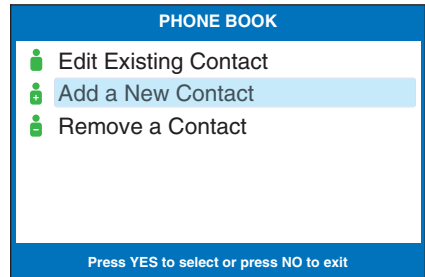 PHONE BOOK
Edit Existing Contact
Add a New Contact
Remove a Contact
Press YES to select or press NO to exit